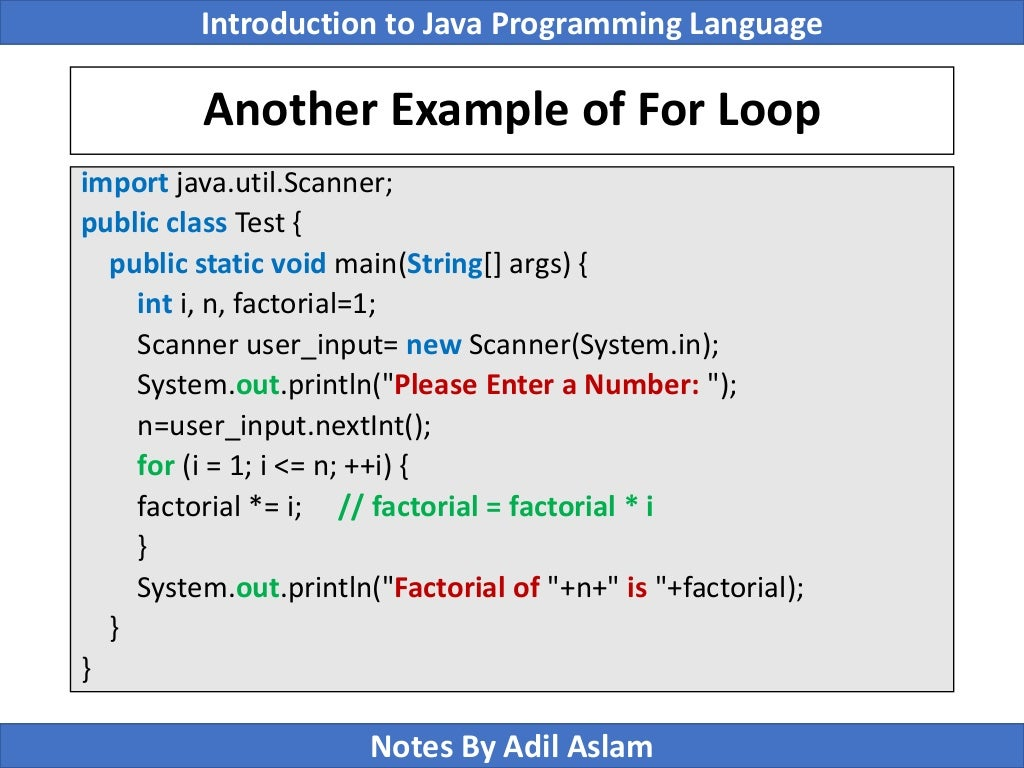 Introduction to Java Programming Language
Another Example of For Loop
import java.util.Scanner;
public class Test {
public static void main(String[] args) {
int i, n, factorial=1;
Scanner user_input= new Scanner(System.in);
System.out.println("Please Enter a Number: ");
n=user_input.nextInt();
for (i = 1; i <= n; ++i) {
factorial *= i; // factorial = factorial * i
}
System.out.println("Factorial of "+n+" is "+factorial);
}
}
Notes By Adil Aslam